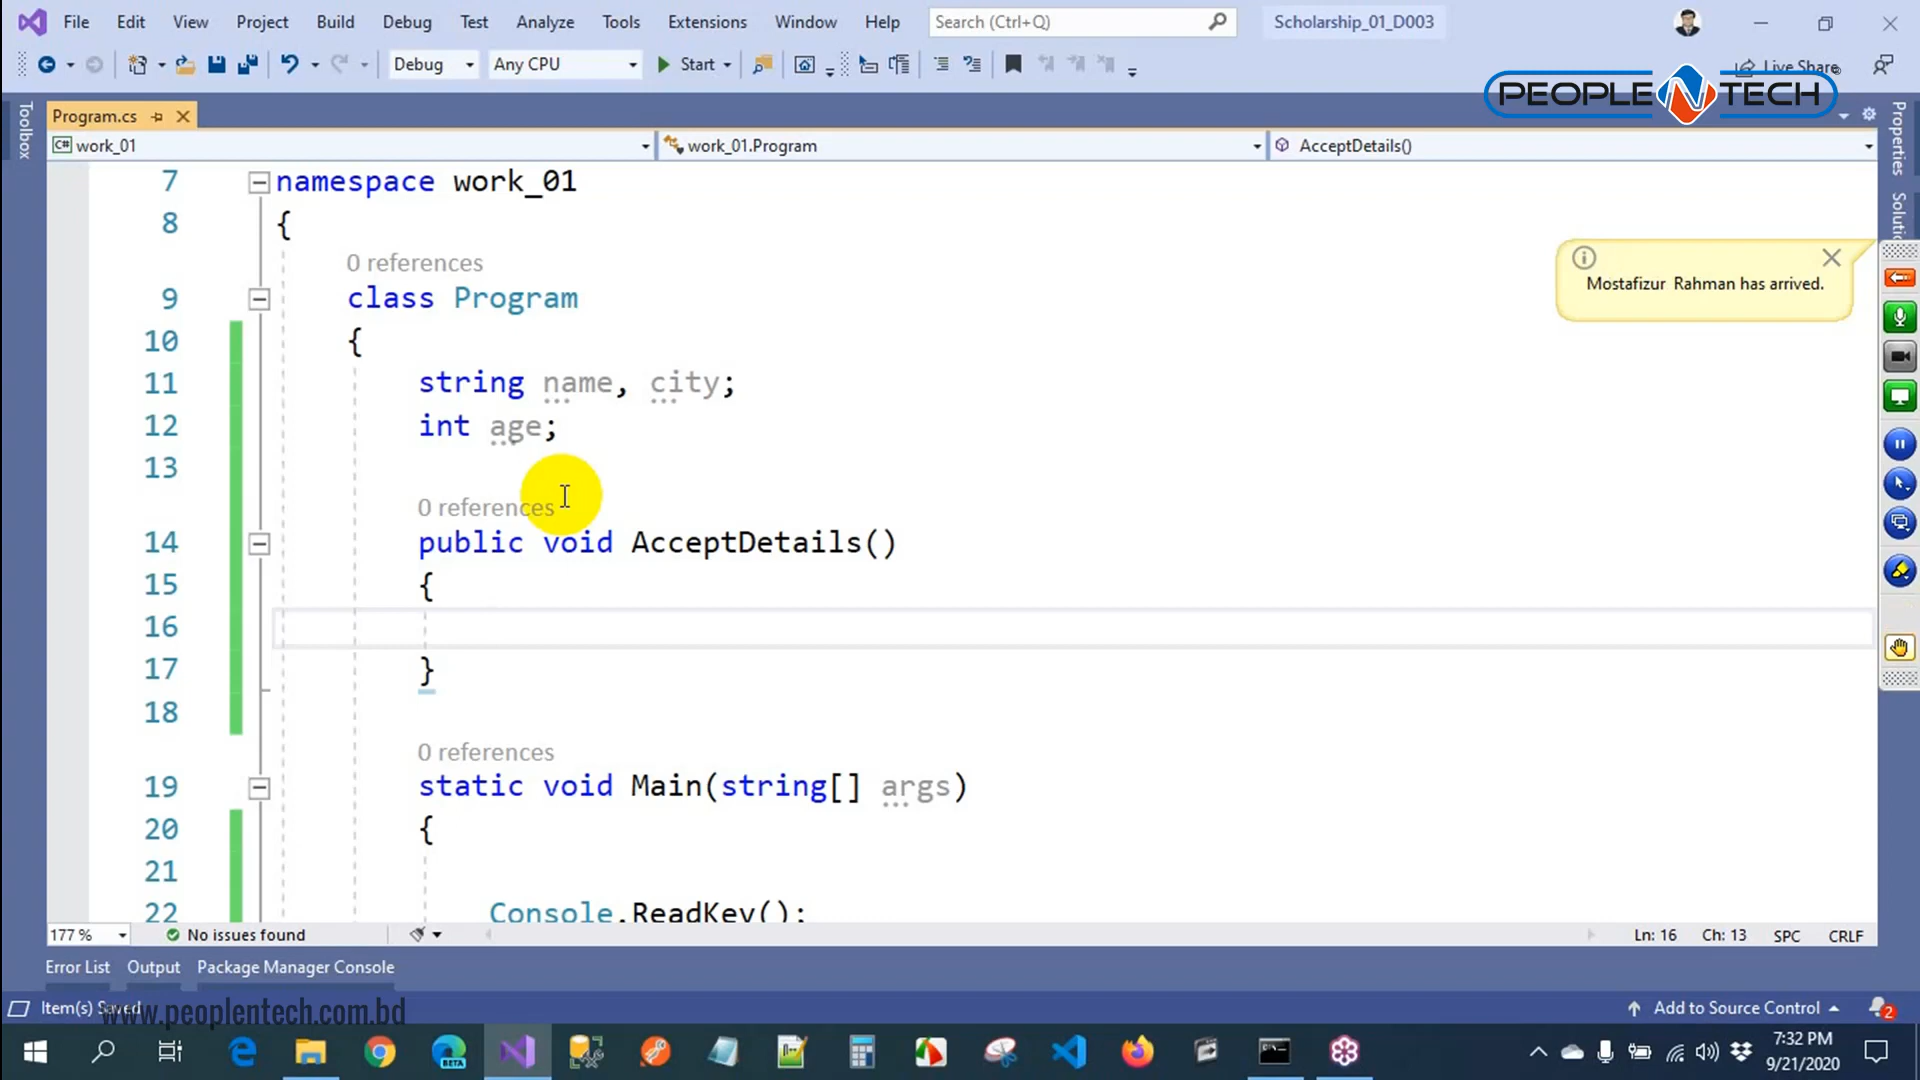 File Edit View Project Build Debug Test Analyze Tools Extensions Window Help Search (Ctrl+Q) Scholarship_01_D003
Debug Any CPU Start Live Share
PEOPLE N TECH
Toolbox
Program.cs
Properties
work_01 work_01.Program AcceptDetails()
7 namespace work_01
8 {
0 references
9 class Program
10 {
11 string name, city;
12 int age;
13
0 references
14 public void AcceptDetails()
15 {
16
17 }
18
0 references
19 static void Main(string[] args)
20 {
21
22 Console.ReadKey();
Mostafizur Rahman has arrived.
177 % No issues found Ln: 16 Ch: 13 SPC CRLF
Error List Output Package Manager Console
Item(s) Saved Add to Source Control 2
www.peoplentech.com.bd
BETA
7:32 PM
9/21/2020